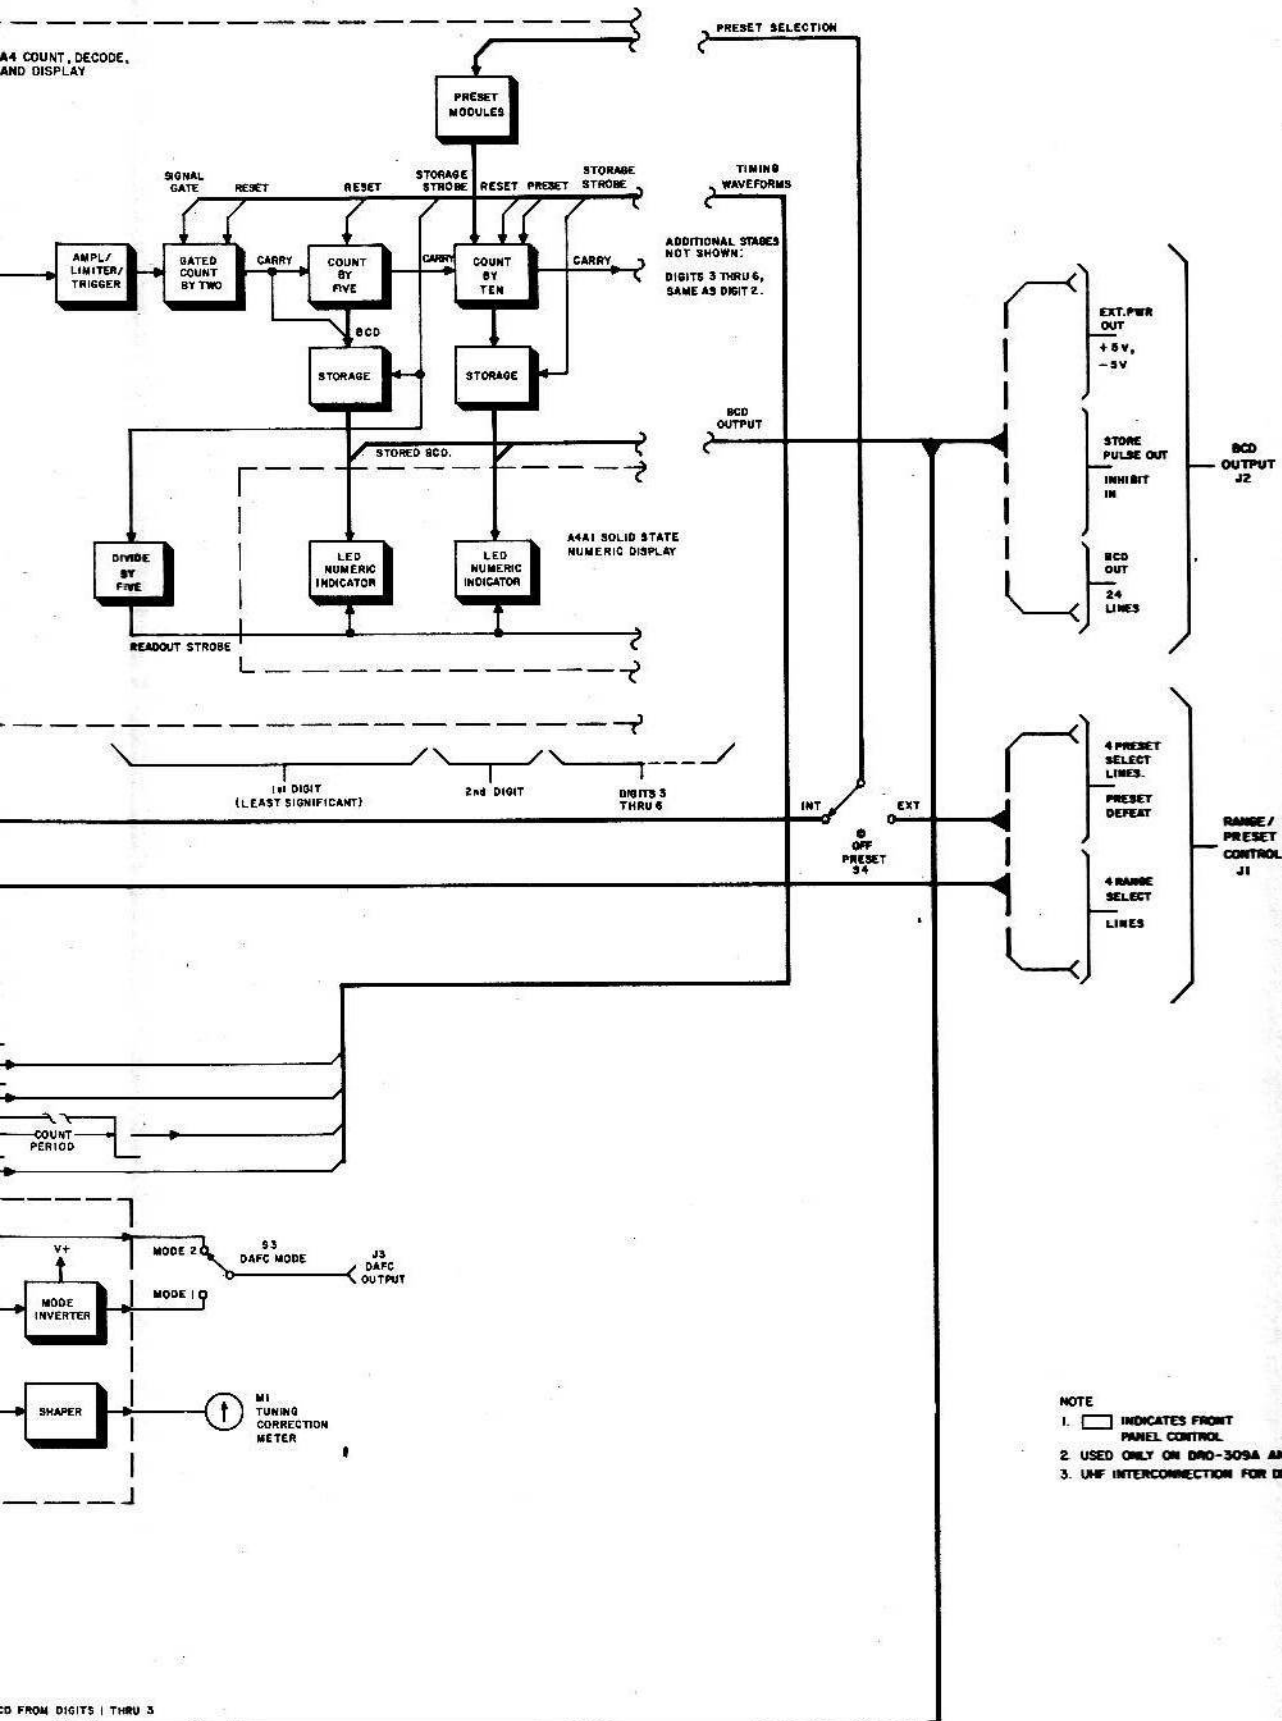 A4 COUNT, DECODE,
AND DISPLAY
PRESET SELECTION
PRESET
MODULES
SIGNAL
GATE
RESET
RESET
STORAGE
STROBE
RESET
PRESET
STORAGE
STROBE
TIMING
WAVEFORMS
AMPL/
LIMITER/
TRIGGER
GATED
COUNT
BY TWO
CARRY
COUNT
BY
FIVE
CARRY
COUNT
BY
TEN
CARRY
ADDITIONAL STAGES
NOT SHOWN:
DIGITS 3 THRU 6,
SAME AS DIGIT 2.
BCD
STORAGE
STORAGE
BCD
OUTPUT
STORED BCD.
EXT. PWR
OUT
+5V,
-5V
STORE
PULSE OUT
INHIBIT
IN
BCD
OUT
24
LINES
BCD
OUTPUT
J2
DIVIDE
BY
FIVE
LED
NUMERIC
INDICATOR
LED
NUMERIC
INDICATOR
A4A1 SOLID STATE
NUMERIC DISPLAY
READOUT STROBE
1st DIGIT
(LEAST SIGNIFICANT)
2nd DIGIT
DIGITS 3
THRU 6
INT
EXT
OFF
PRESET
S4
4 PRESET
SELECT
LINES.
PRESET
DEFEAT
4 RANGE
SELECT
LINES
RANGE/
PRESET
CONTROL
J1
COUNT
PERIOD
V+
MODE 2
S3
DAFC MODE
J3
DAFC
OUTPUT
MODE
INVERTER
MODE 1
SHAPER
M1
TUNING
CORRECTION
METER
NOTE
1. INDICATES FRONT
PANEL CONTROL
2. USED ONLY ON DRO-309A
3. UHF INTERCONNECTION FOR
CD FROM DIGITS 1 THRU 3